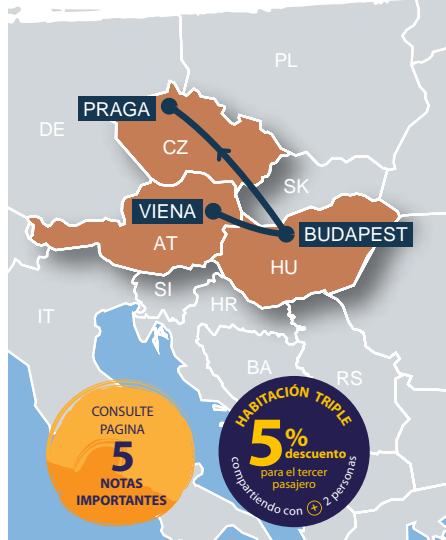 PL
PRAGA
DE
CZ
SK
VIENA
BUDAPEST
AT
HU
SI
HR
IT
BA
RS
CONSULTE
PAGINA
5
NOTAS
IMPORTANTES
HABITACIÓN TRIPLE
5%
descuento
para el tercer
pasajero
compartiendo con + 2 personas